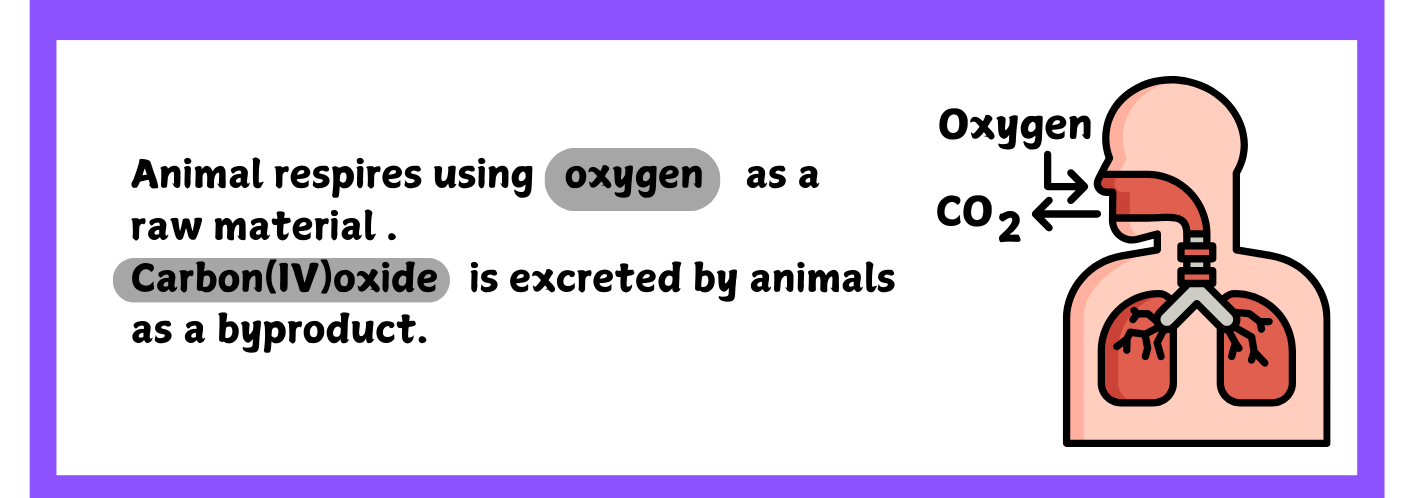 Animal respires using oxygen as a
raw material .
Carbon(IV)oxide is excreted by animals
as a byproduct.
Oxygen
CO2